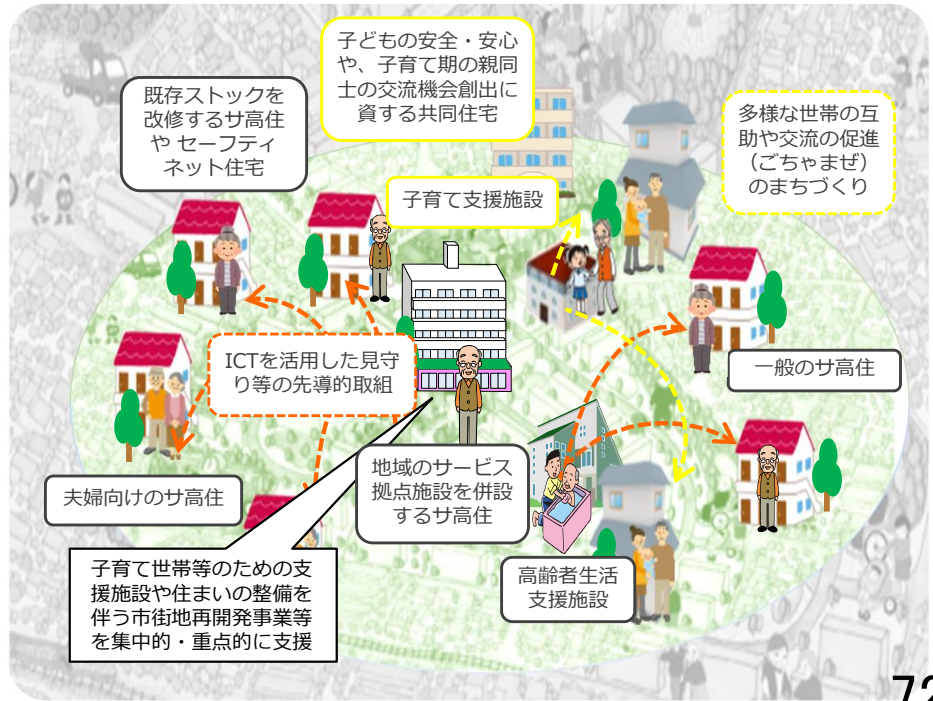 子どもの安全・安心
や、子育て期の親同
士の交流機会創出に
資する共同住宅
既存ストックを
改修するサ高住
や セーフティ
ネット住宅
多様な世帯の互
助や交流の促進
(ごちゃまぜ)
のまちづくり
子育て支援施設
ICTを活用した見守
り等の先導的取組
一般のサ高住
地域のサービス
拠点施設を併設
するサ高住
夫婦向けのサ高住
高齢者生活
支援施設
子育て世帯等のための支
援施設や住まいの整備を
伴う市街地再開発事業等
を集中的・重点的に支援
72